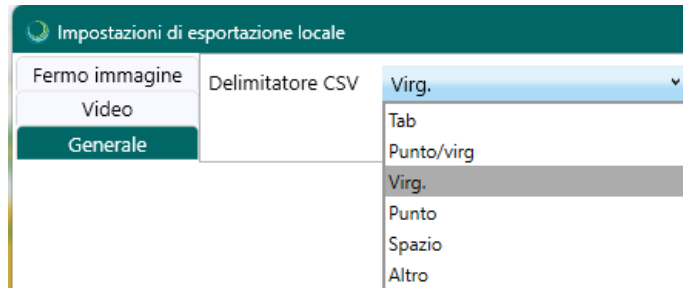 Impostazioni di esportazione locale
Fermo immagine
Delimitatore CSV
Virg.
Video
Tab
Generale
Punto/virg
Virg.
Punto
Spazio
Altro